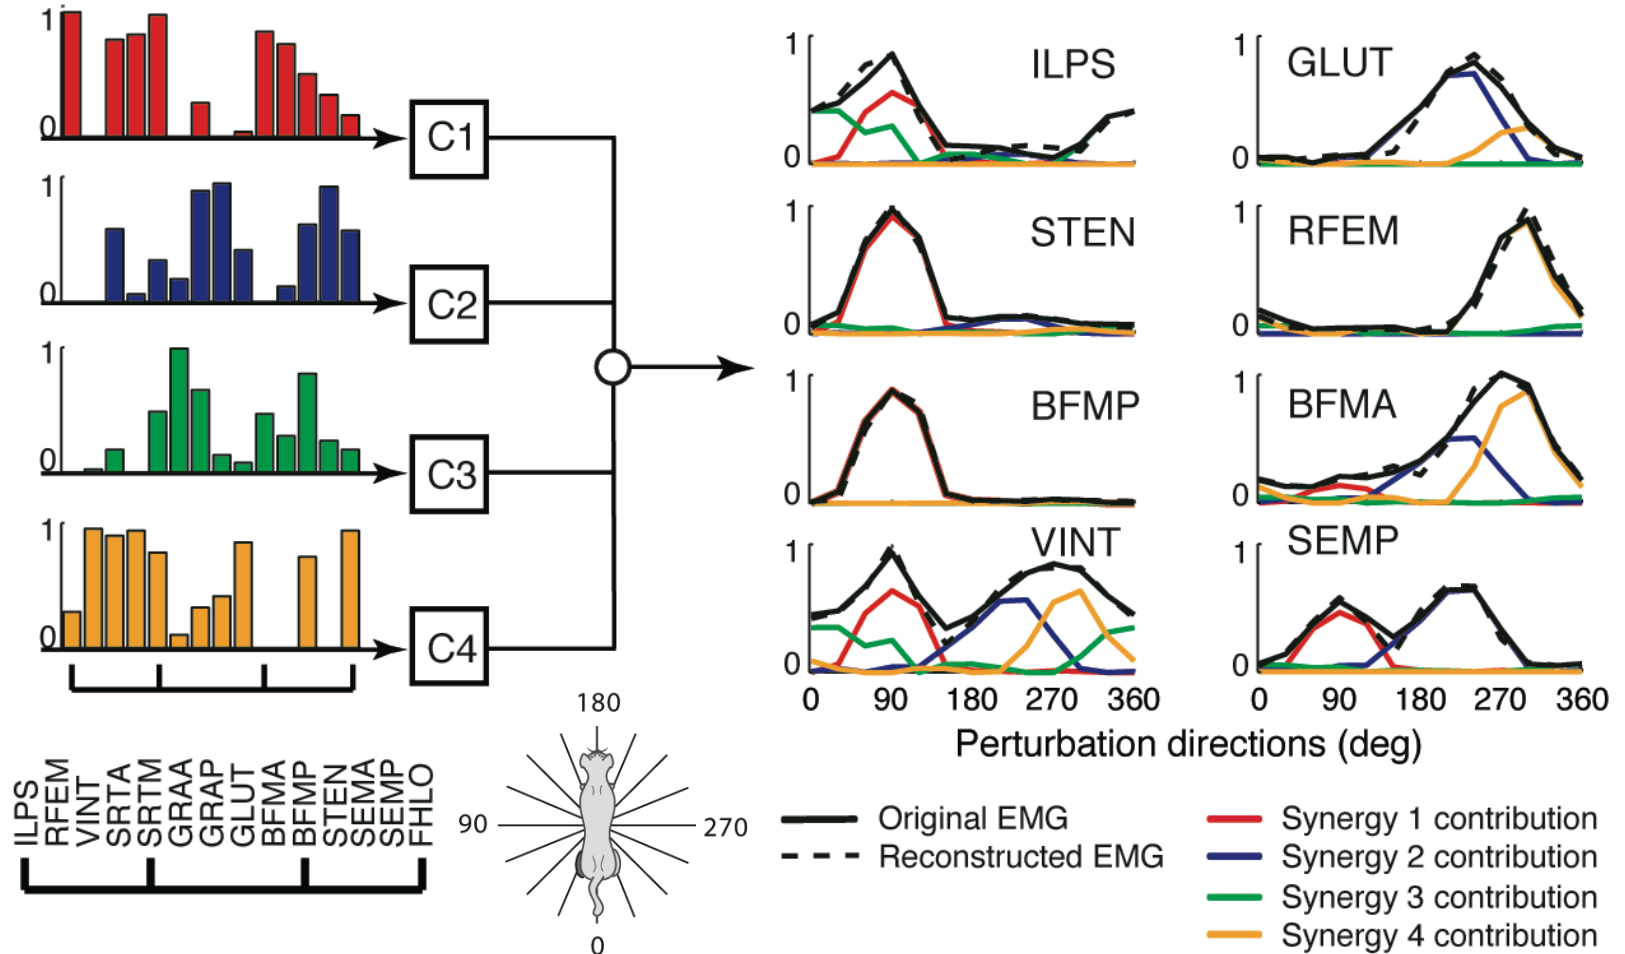 1
0
C1
1
0
C2
1
0
C3
1
0
C4
ILPS
RFEM
VINT
SRTA
SRTM
GRAA
GRAP
GLUT
BFMA
BFMP
STEN
SEMA
SEMP
FHLO
180
90
270
0
1
0
ILPS
1
0
GLUT
1
0
STEN
1
0
RFEM
1
0
BFMP
1
0
BFMA
1
0
VINT
1
0
SEMP
0 90 180 270 360
0 90 180 270 360
Perturbation directions (deg)
Original EMG
Reconstructed EMG
Synergy 1 contribution
Synergy 2 contribution
Synergy 3 contribution
Synergy 4 contribution